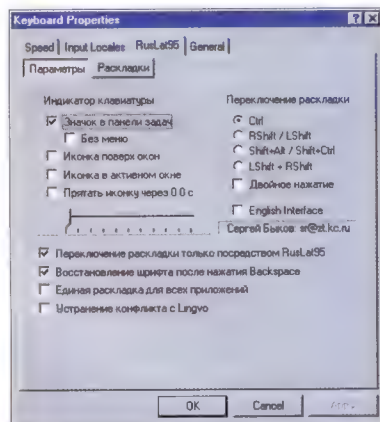 Keyboard Properties
Speed Input Locales RusLat95 General
Параметры Раскладки
Индикатор клавиатуры
Значок в панели задач
Без меню
Иконка поверх окон
Иконка в активном окне
Прятать иконку через 0.0 с
Переключение раскладки
Ctrl
RShift / LShift
Shift+Alt / Shift+Ctrl
LShift + RShift
Двойное нажатие
English Interface
Сергей Быков: sr@zt.kc.ru
Переключение раскладки только посредством RusLat95
Восстановление шрифта после нажатия Backspace
Единая раскладка для всех приложений
Устранение конфликта с Lingvo
OK Cancel